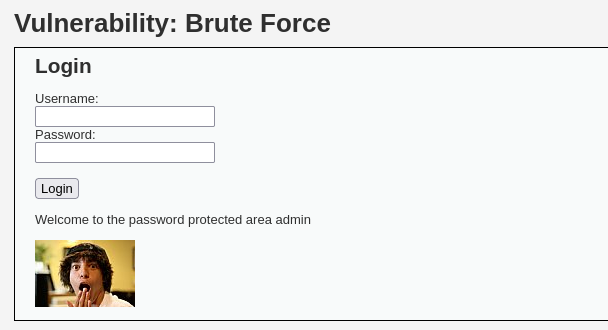 Vulnerability: Brute Force
Login
Username:
Password:
Login
Welcome to the password protected area admin